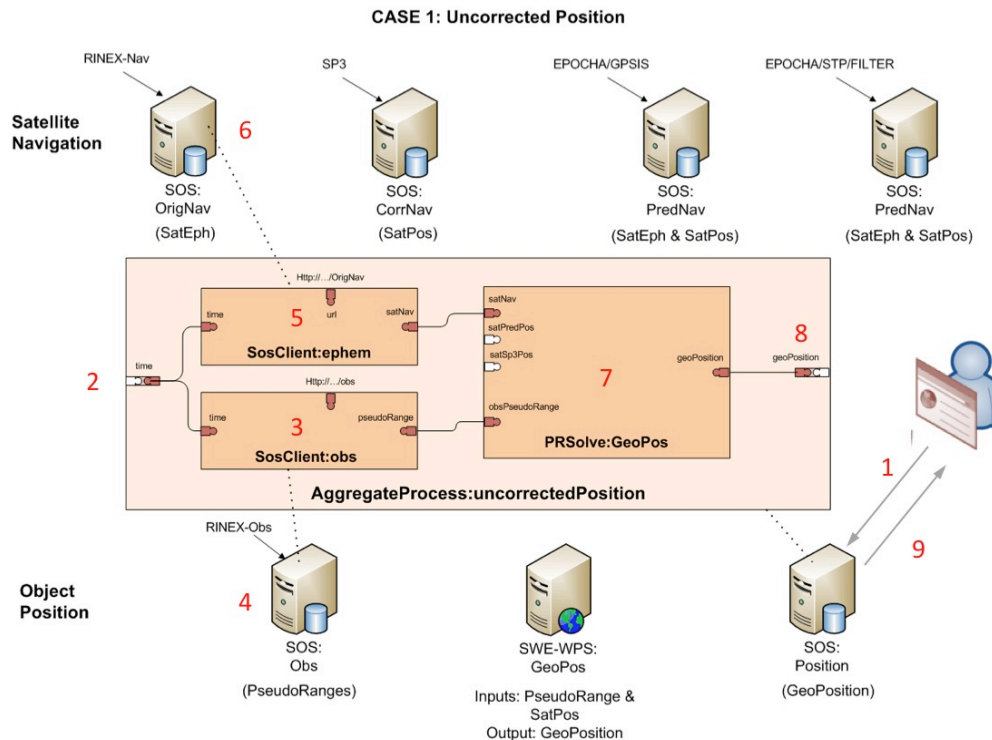 CASE 1: Uncorrected Position
RINEX-Nav
SP3
EPOCHA/GPSIS
EPOCHA/STP/FILTER
Satellite
Navigation
6
SOS:
OrigNav
(SatEph)
SOS:
CorrNav
(SatPos)
SOS:
PredNav
(SatEph & SatPos)
SOS:
PredNav
(SatEph & SatPos)
Http://.../OrigNav
time
5
url
satNav
SosClient:ephem
satNav
satPredPos
satSp3Pos
7
geoPosition
obsPseudoRange
PRSolve:GeoPos
8
geoPosition
2
time
Http://.../obs
time
3
pseudoRange
SosClient:obs
AggregateProcess:uncorrectedPosition
1
9
RINEX-Obs
Object
Position
4
SOS:
Obs
(PseudoRanges)
SWE-WPS:
GeoPos
Inputs: PseudoRange &
SatPos
Output: GeoPosition
SOS:
Position
(GeoPosition)